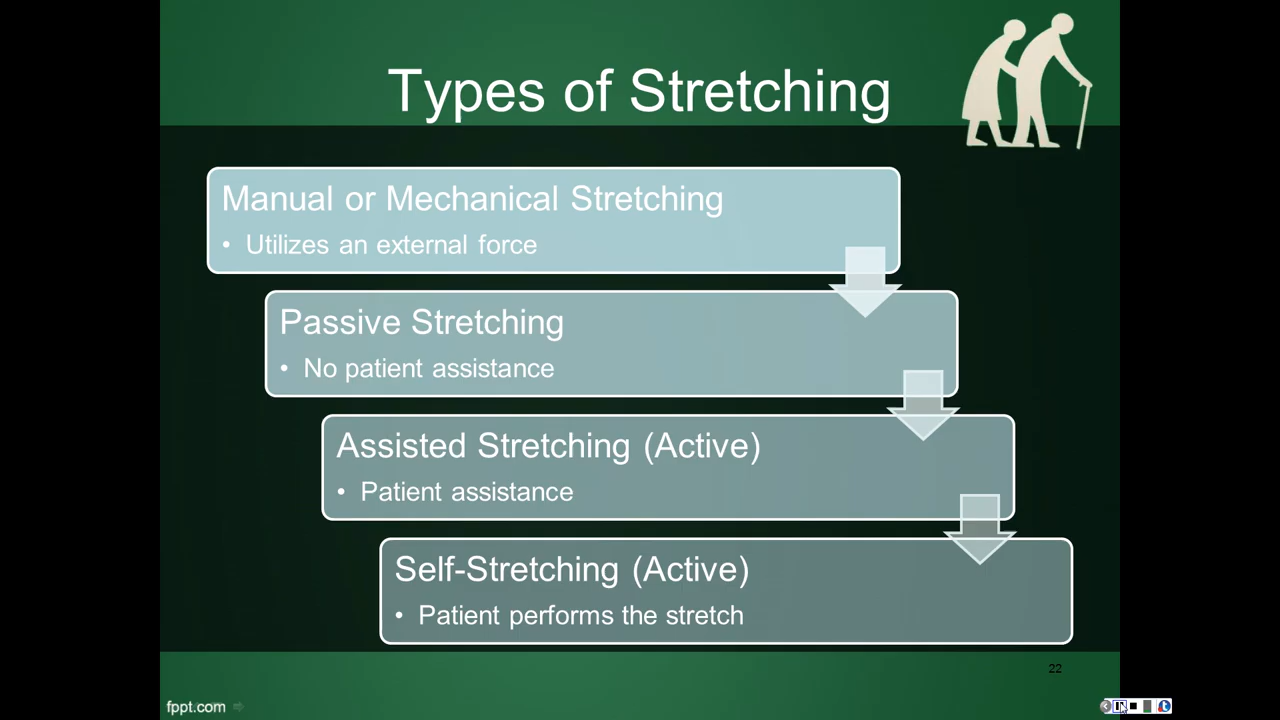 Types of Stretching
Manual or Mechanical Stretching
• Utilizes an external force
Passive Stretching
• No patient assistance
Assisted Stretching (Active)
• Patient assistance
Self-Stretching (Active)
• Patient performs the stretch
22
fppt.com